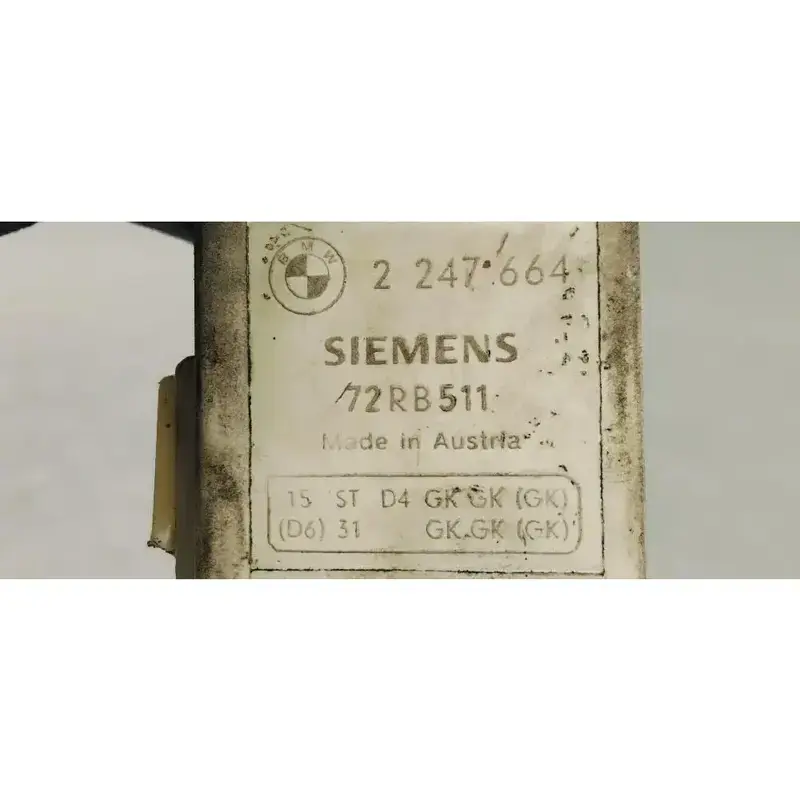 BMW 2 247 664
SIEMENS
72RB511
Made in Austria
15 ST D4 GK GK (GK)
(D6) 31 GK GK (GK)